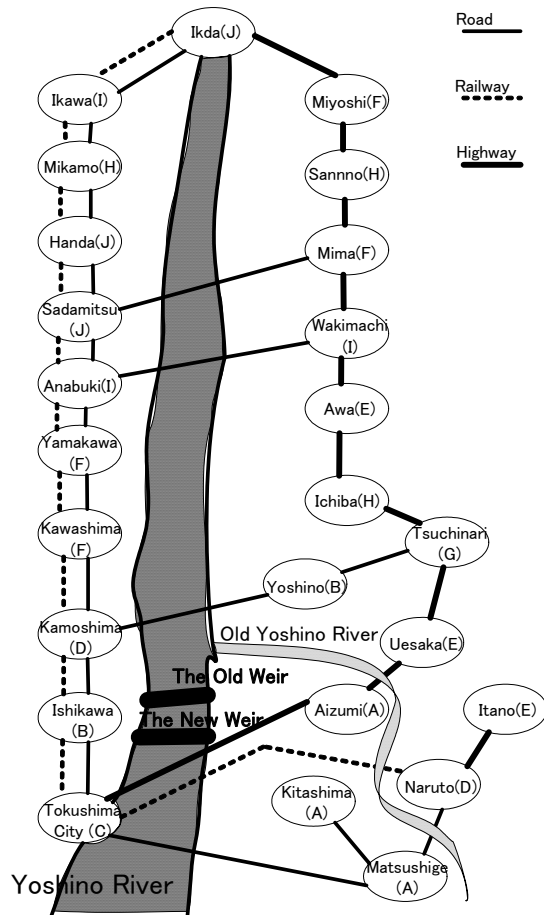 Ikda(J)
Road
Railway
Highway
Ikawa(I)
Miyoshi(F)
Mikamo(H)
Sannno(H)
Handa(J)
Mima(F)
Sadamitsu
(J)
Wakimachi
(I)
Anabuki(I)
Awa(E)
Yamakawa
(F)
Ichiba(H)
Kawashima
(F)
Tsuchinari
(G)
Yoshino(B)
Kamoshima
(D)
Old Yoshino River
Uesaka(E)
The Old Weir
Ishikawa
(B)
The New Weir
Aizumi(A)
Itano(E)
Tokushima
City (C)
Kitashima
(A)
Naruto(D)
Matsushige
(A)
Yoshino River